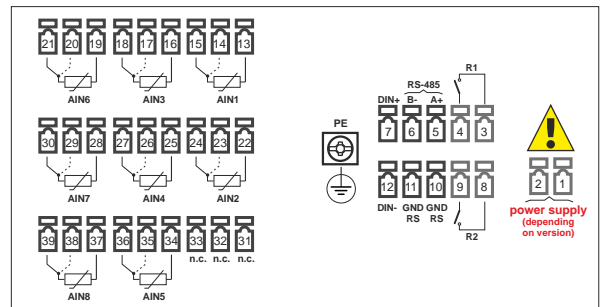 21 20 19 18 17 16 15 14 13
AIN6 AIN3 AIN1
30 29 28 27 26 25 24 23 22
AIN7 AIN4 AIN2
39 38 37 36 35 34 33 32 31
n.c. n.c. n.c.
AIN8 AIN5
PE
R1
RS-485
DIN+ B- A+
7 6 5 4 3
12 11 10 9 8
DIN- GND GND
RS RS
R2
2 1
power supply
(depending
on version)